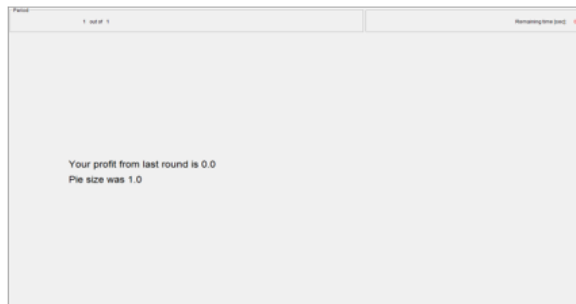 Period
1 out of 1
Remaining time [sec]:
Your profit from last round is 0.0
Pie size was 1.0